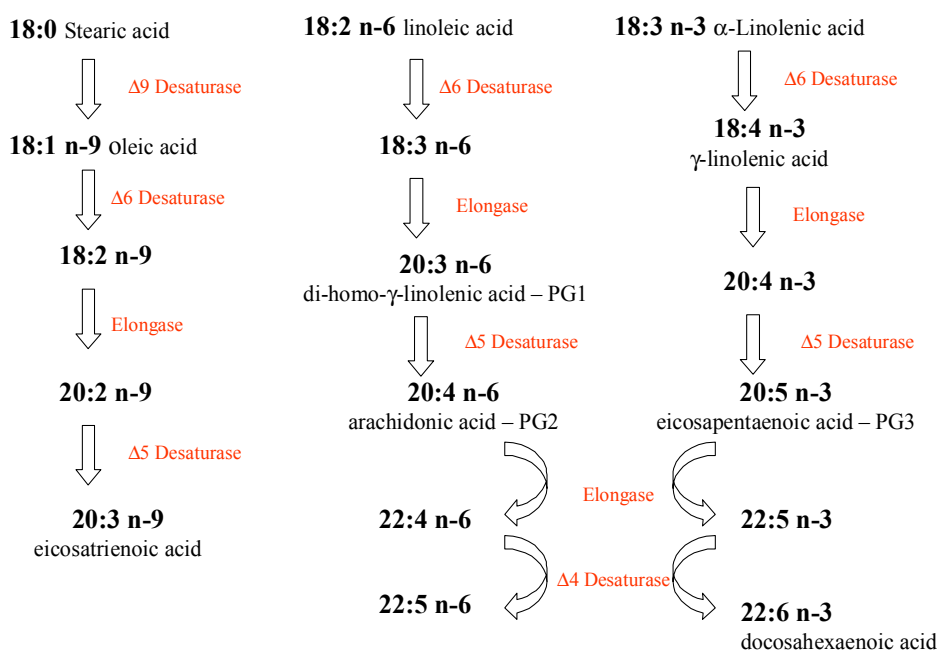 18:0 Stearic acid
Δ9 Desaturase
18:1 n-9 oleic acid
Δ6 Desaturase
18:2 n-9
Elongase
20:2 n-9
Δ5 Desaturase
20:3 n-9
eicosatrienoic acid
18:2 n-6 linoleic acid
Δ6 Desaturase
18:3 n-6
Elongase
20:3 n-6
di-homo-γ-linolenic acid – PG1
Δ5 Desaturase
20:4 n-6
arachidonic acid – PG2
22:4 n-6
22:5 n-6
18:3 n-3 α-Linolenic acid
Δ6 Desaturase
18:4 n-3
γ-linolenic acid
Elongase
20:4 n-3
Δ5 Desaturase
20:5 n-3
eicosapentaenoic acid – PG3
Elongase
22:5 n-3
Δ4 Desaturase
22:6 n-3
docosahexaenoic acid